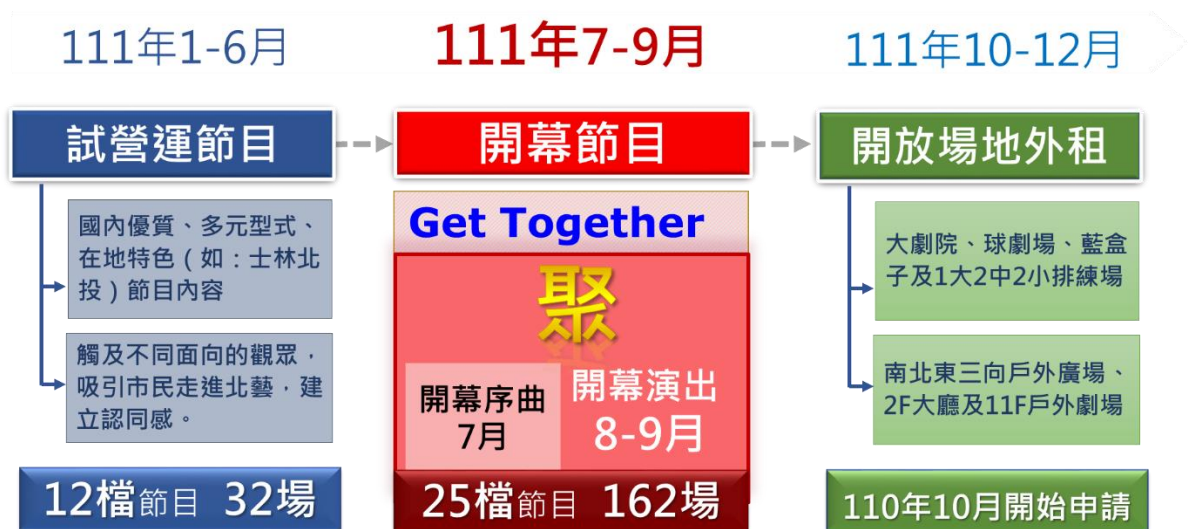 111年1-6月
試營運節目
國內優質、多元型式、
在地特色（如：士林北
投）節目內容
觸及不同面向的觀眾，
吸引市民走進北藝，建
立認同感。
12檔節目 32場
111年7-9月
開幕節目
Get Together
聚
開幕序曲
7月
開幕演出
8-9月
25檔節目 162場
111年10-12月
開放場地外租
大劇院、球劇場、藍盒
子及1大2中2小排練場
南北東三向戶外廣場、
2F大廳及11F戶外劇場
110年10月開始申請